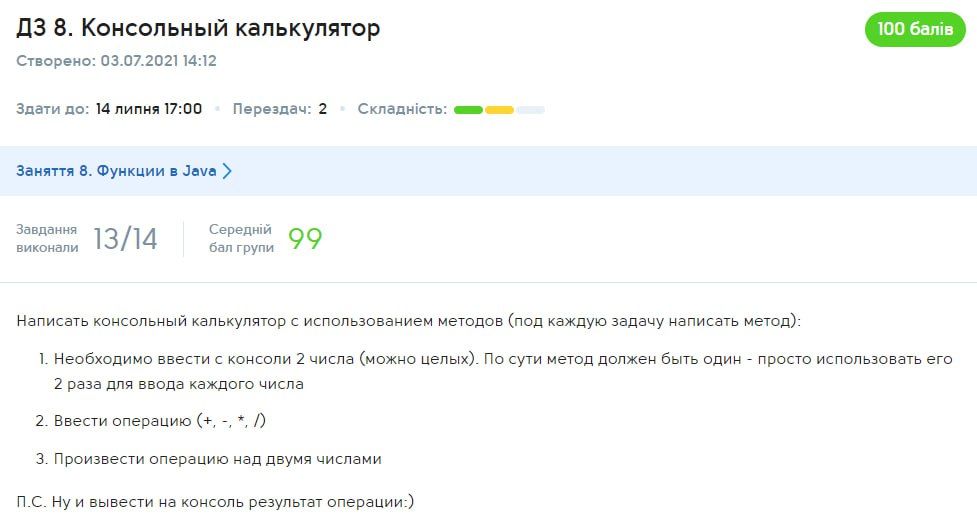 ДЗ 8. Консольный калькулятор
100 балів
Створено: 03.07.2021 14:12
Здати до: 14 липня 17:00 • Перездач: 2 • Складність:
Заняття 8. Функции в Java
Завдання виконали 13/14
Середній бал групи 99
Написать консольный калькулятор с использованием методов (под каждую задачу написать метод):
1. Необходимо ввести с консоли 2 числа (можно целых). По сути метод должен быть один - просто использовать его
2 раза для ввода каждого числа
2. Ввести операцию (+, -, *, /)
3. Произвести операцию над двумя числами
П.С. Ну и вывести на консоль результат операции:)